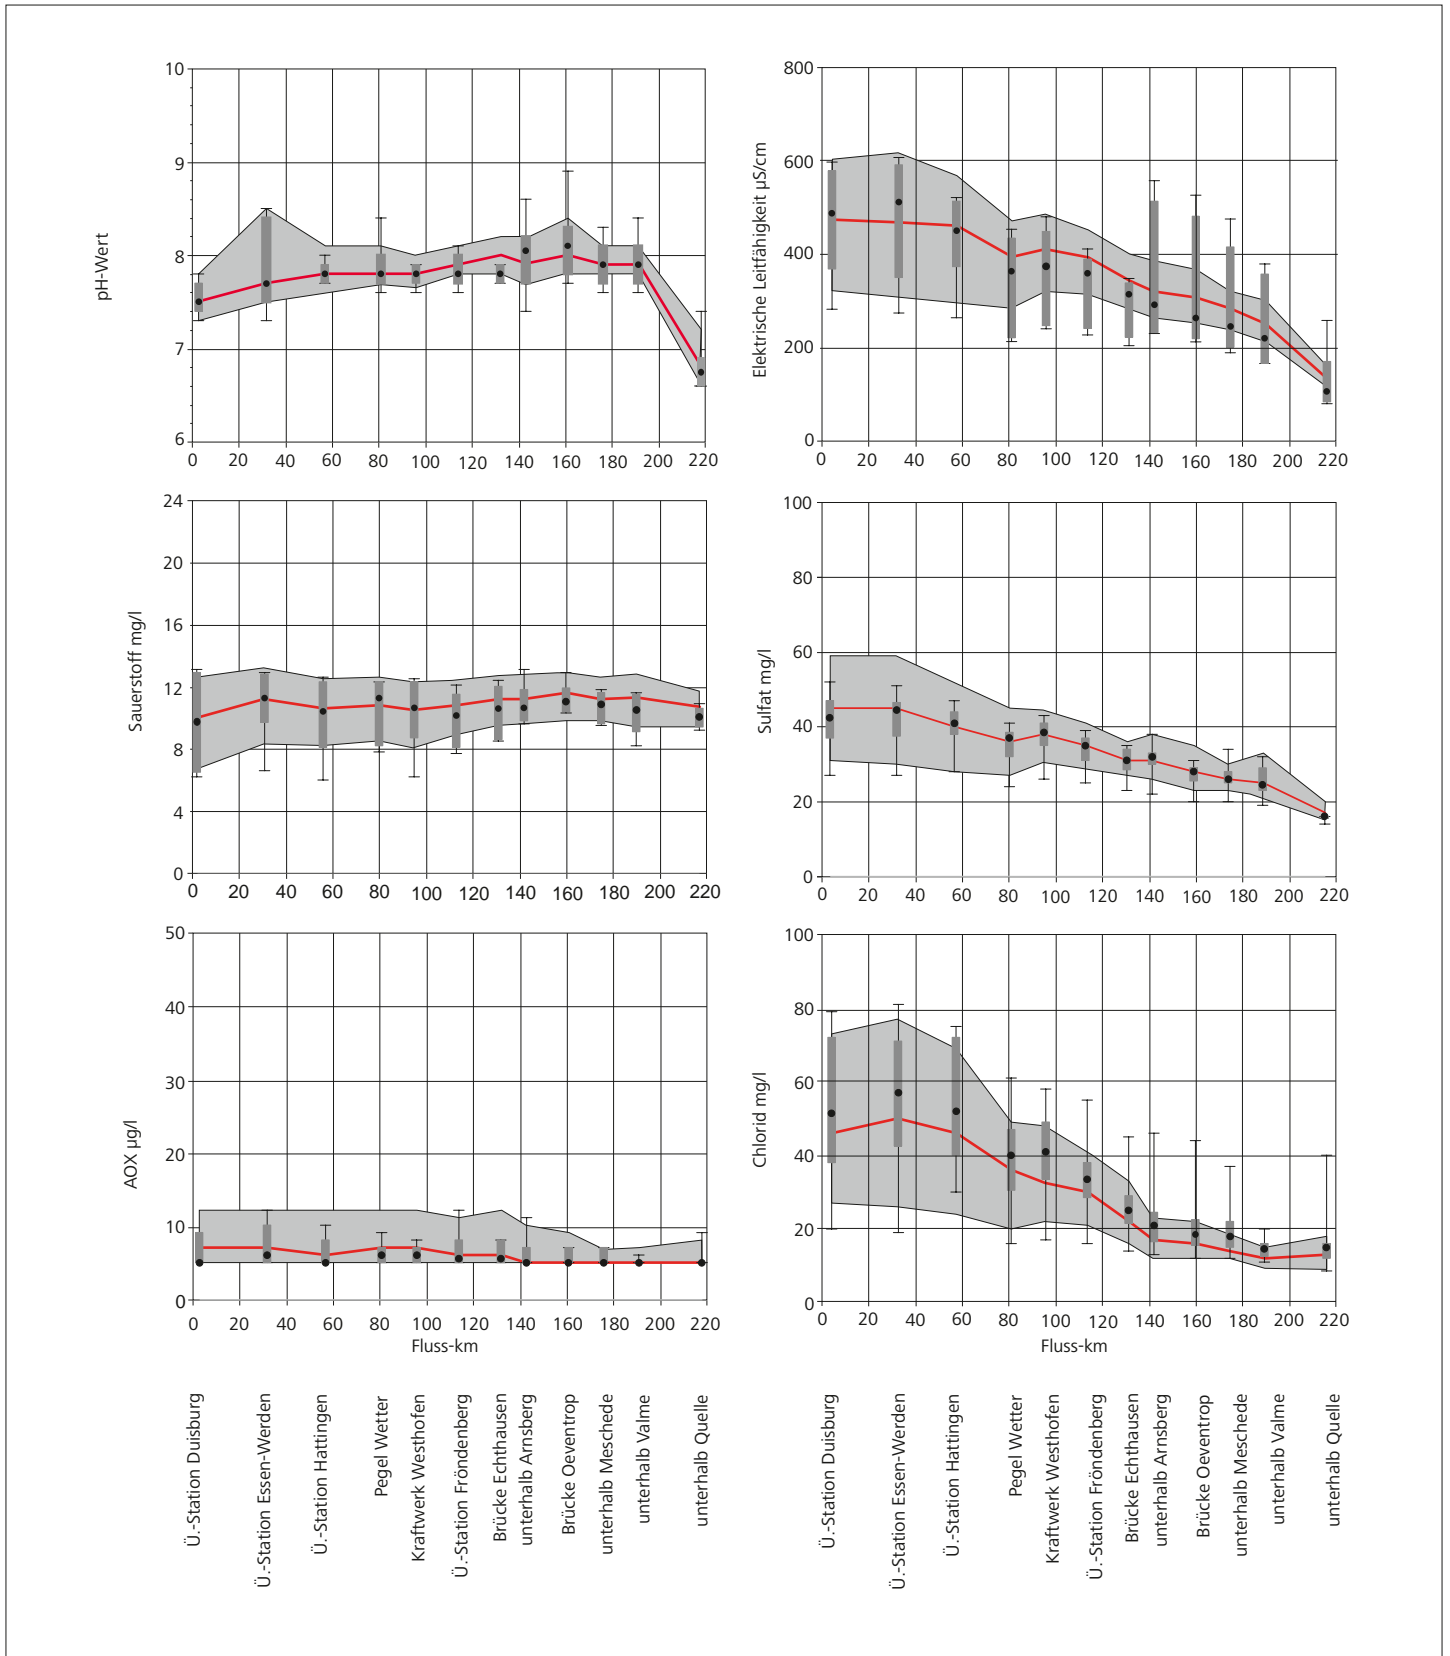 pH-Wert
10
9
8
7
6
0 20 40 60 80 100 120 140 160 180 200 220
Elektrische Leitfähigkeit µS/cm
800
600
400
200
0
0 20 40 60 80 100 120 140 160 180 200 220
Sauerstoff mg/l
24
20
16
12
8
4
0
0 20 40 60 80 100 120 140 160 180 200 220
Sulfat mg/l
100
80
60
40
20
0
0 20 40 60 80 100 120 140 160 180 200 220
AOX µg/l
50
40
30
20
10
0
0 20 40 60 80 100 120 140 160 180 200 220
Fluss-km
Chlorid mg/l
100
80
60
40
20
0
0 20 40 60 80 100 120 140 160 180 200 220
Fluss-km
Ü.-Station Duisburg
Ü.-Station Essen-Werden
Ü.-Station Hattingen
Pegel Wetter
Kraftwerk Westhofen
Ü.-Station Fröndenberg
Brücke Echthausen
unterhalb Arnsberg
Brücke Oeventrop
unterhalb Meschede
unterhalb Valme
unterhalb Quelle
Ü.-Station Duisburg
Ü.-Station Essen-Werden
Ü.-Station Hattingen
Pegel Wetter
Kraftwerk Westhofen
Ü.-Station Fröndenberg
Brücke Echthausen
unterhalb Arnsberg
Brücke Oeventrop
unterhalb Meschede
unterhalb Valme
unterhalb Quelle